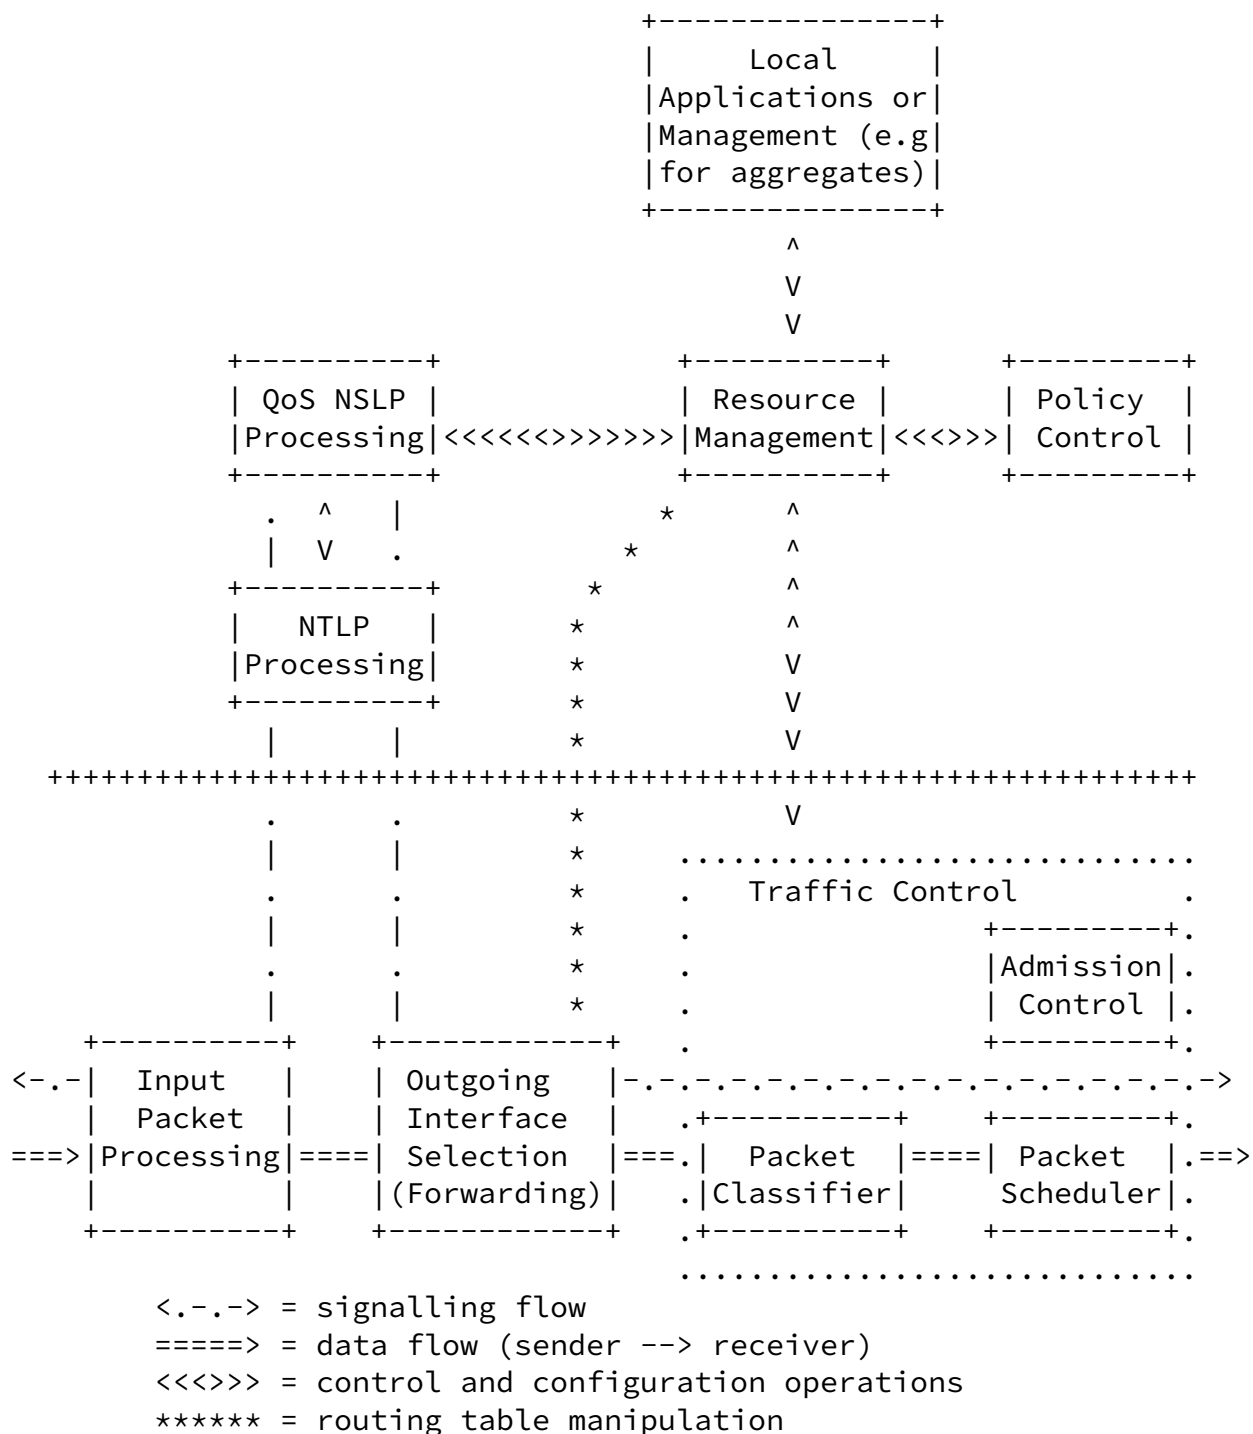 +---------------+
                                   |     Local     |
                                   |Applications or|
                                   |Management (e.g|
                                   |for aggregates)|
                                   +---------------+
                                           ^
                                           V
                                           V
            +----------+             +----------+      +---------+
            | QoS NSLP |             | Resource |      | Policy  |
            |Processing|<<<<<<>>>>>>>|Management|<<<>>>| Control |
            +----------+             +----------+      +---------+
              .  ^   |              *      ^
              |  V   .            *        ^
            +----------+        *          ^
            |   NTLP   |       *           ^
            |Processing|       *           V
            +----------+       *           V
              |      |         *           V
  ++++++++++++++++++++++++++++++++++++++++++++++++++++++++++++++++
              .      .         *           V
              |      |         *     .............................
              .      .         *     .   Traffic Control         .
              |      |         *     .                +---------+.
              .      .         *     .                |Admission|.
              |      |         *     .                | Control |.
    +----------+    +------------+   .                +---------+.
<-.-|  Input   |    | Outgoing   |-.-.-.-.-.-.-.-.-.-.-.-.-.-.-.-.->
    |  Packet  |    | Interface  |   .+----------+    +---------+.
===>|Processing|====| Selection  |===.|  Packet  |====| Packet  |.==>
    |          |    |(Forwarding)|   .|Classifier|     Scheduler|.
    +----------+    +------------+   .+----------+    +---------+.
                                     .............................
        <.-.-> = signalling flow
        =====> = data flow (sender --> receiver)
        <<<>>> = control and configuration operations
        ****** = routing table manipulation